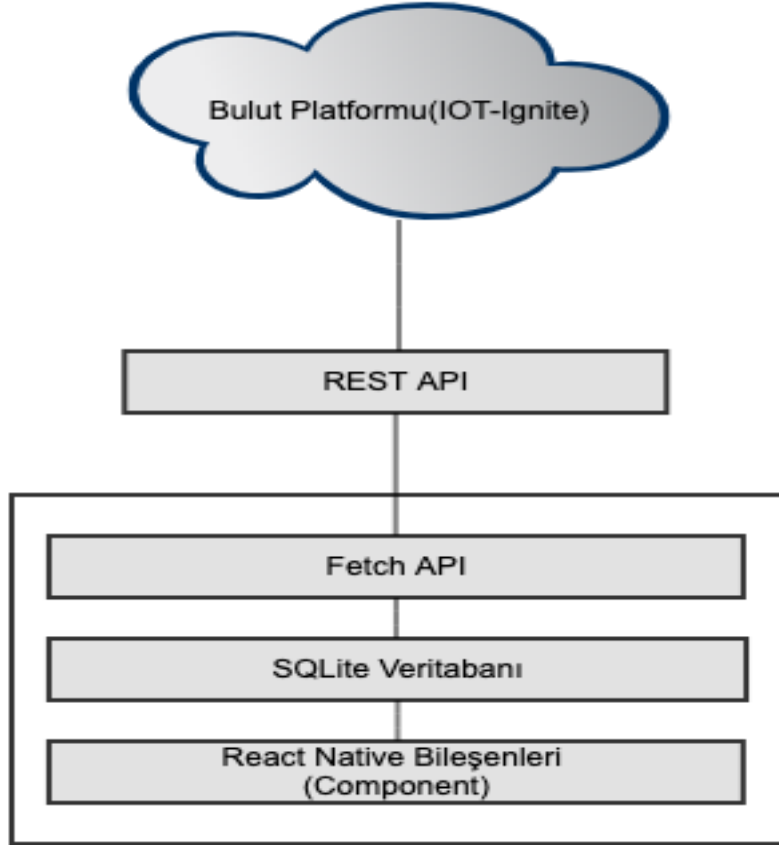 Bulut Platformu(IOT-Ignite)
REST API
Fetch API
SQLite Veritabanı
React Native Bileşenleri
(Component)